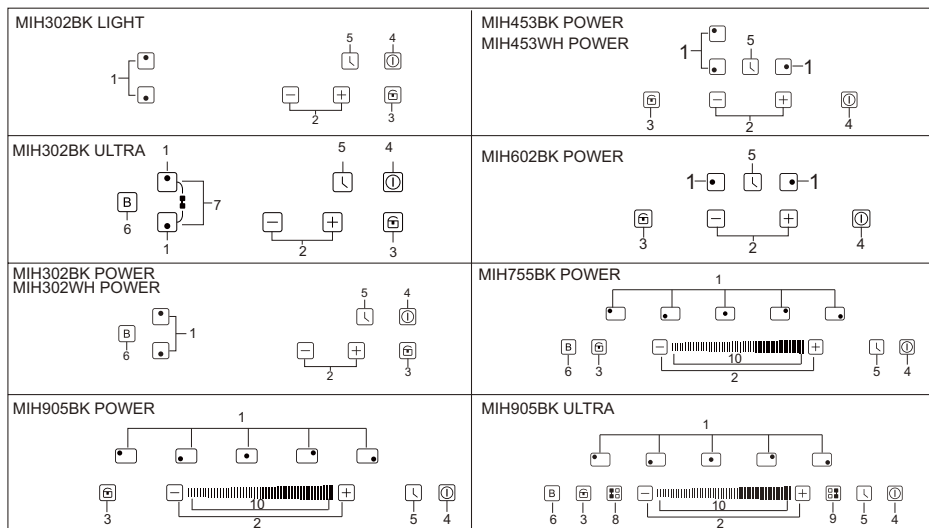 MIH302BK LIGHT
5 4
1
2 3
MIH453BK POWER
MIH453WH POWER
1 5
1
3 2 4
MIH302BK ULTRA
1 5 4
B
7
6
1 2 3
MIH602BK POWER
5
1 1
3 2 4
MIH302BK POWER
MIH302WH POWER
5 4
B 1
6
2 3
MIH755BK POWER
1
B
10
6 3 2 5 4
MIH905BK POWER
1
10
3 2 5 4
MIH905BK ULTRA
1
B
10
6 3 8 2 9 5 4